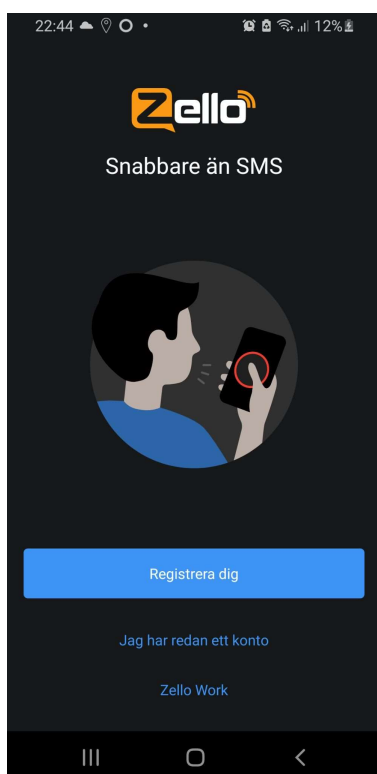 22:44 12%
Zello
Snabbare än SMS
Registrera dig
Jag har redan ett konto
Zello Work